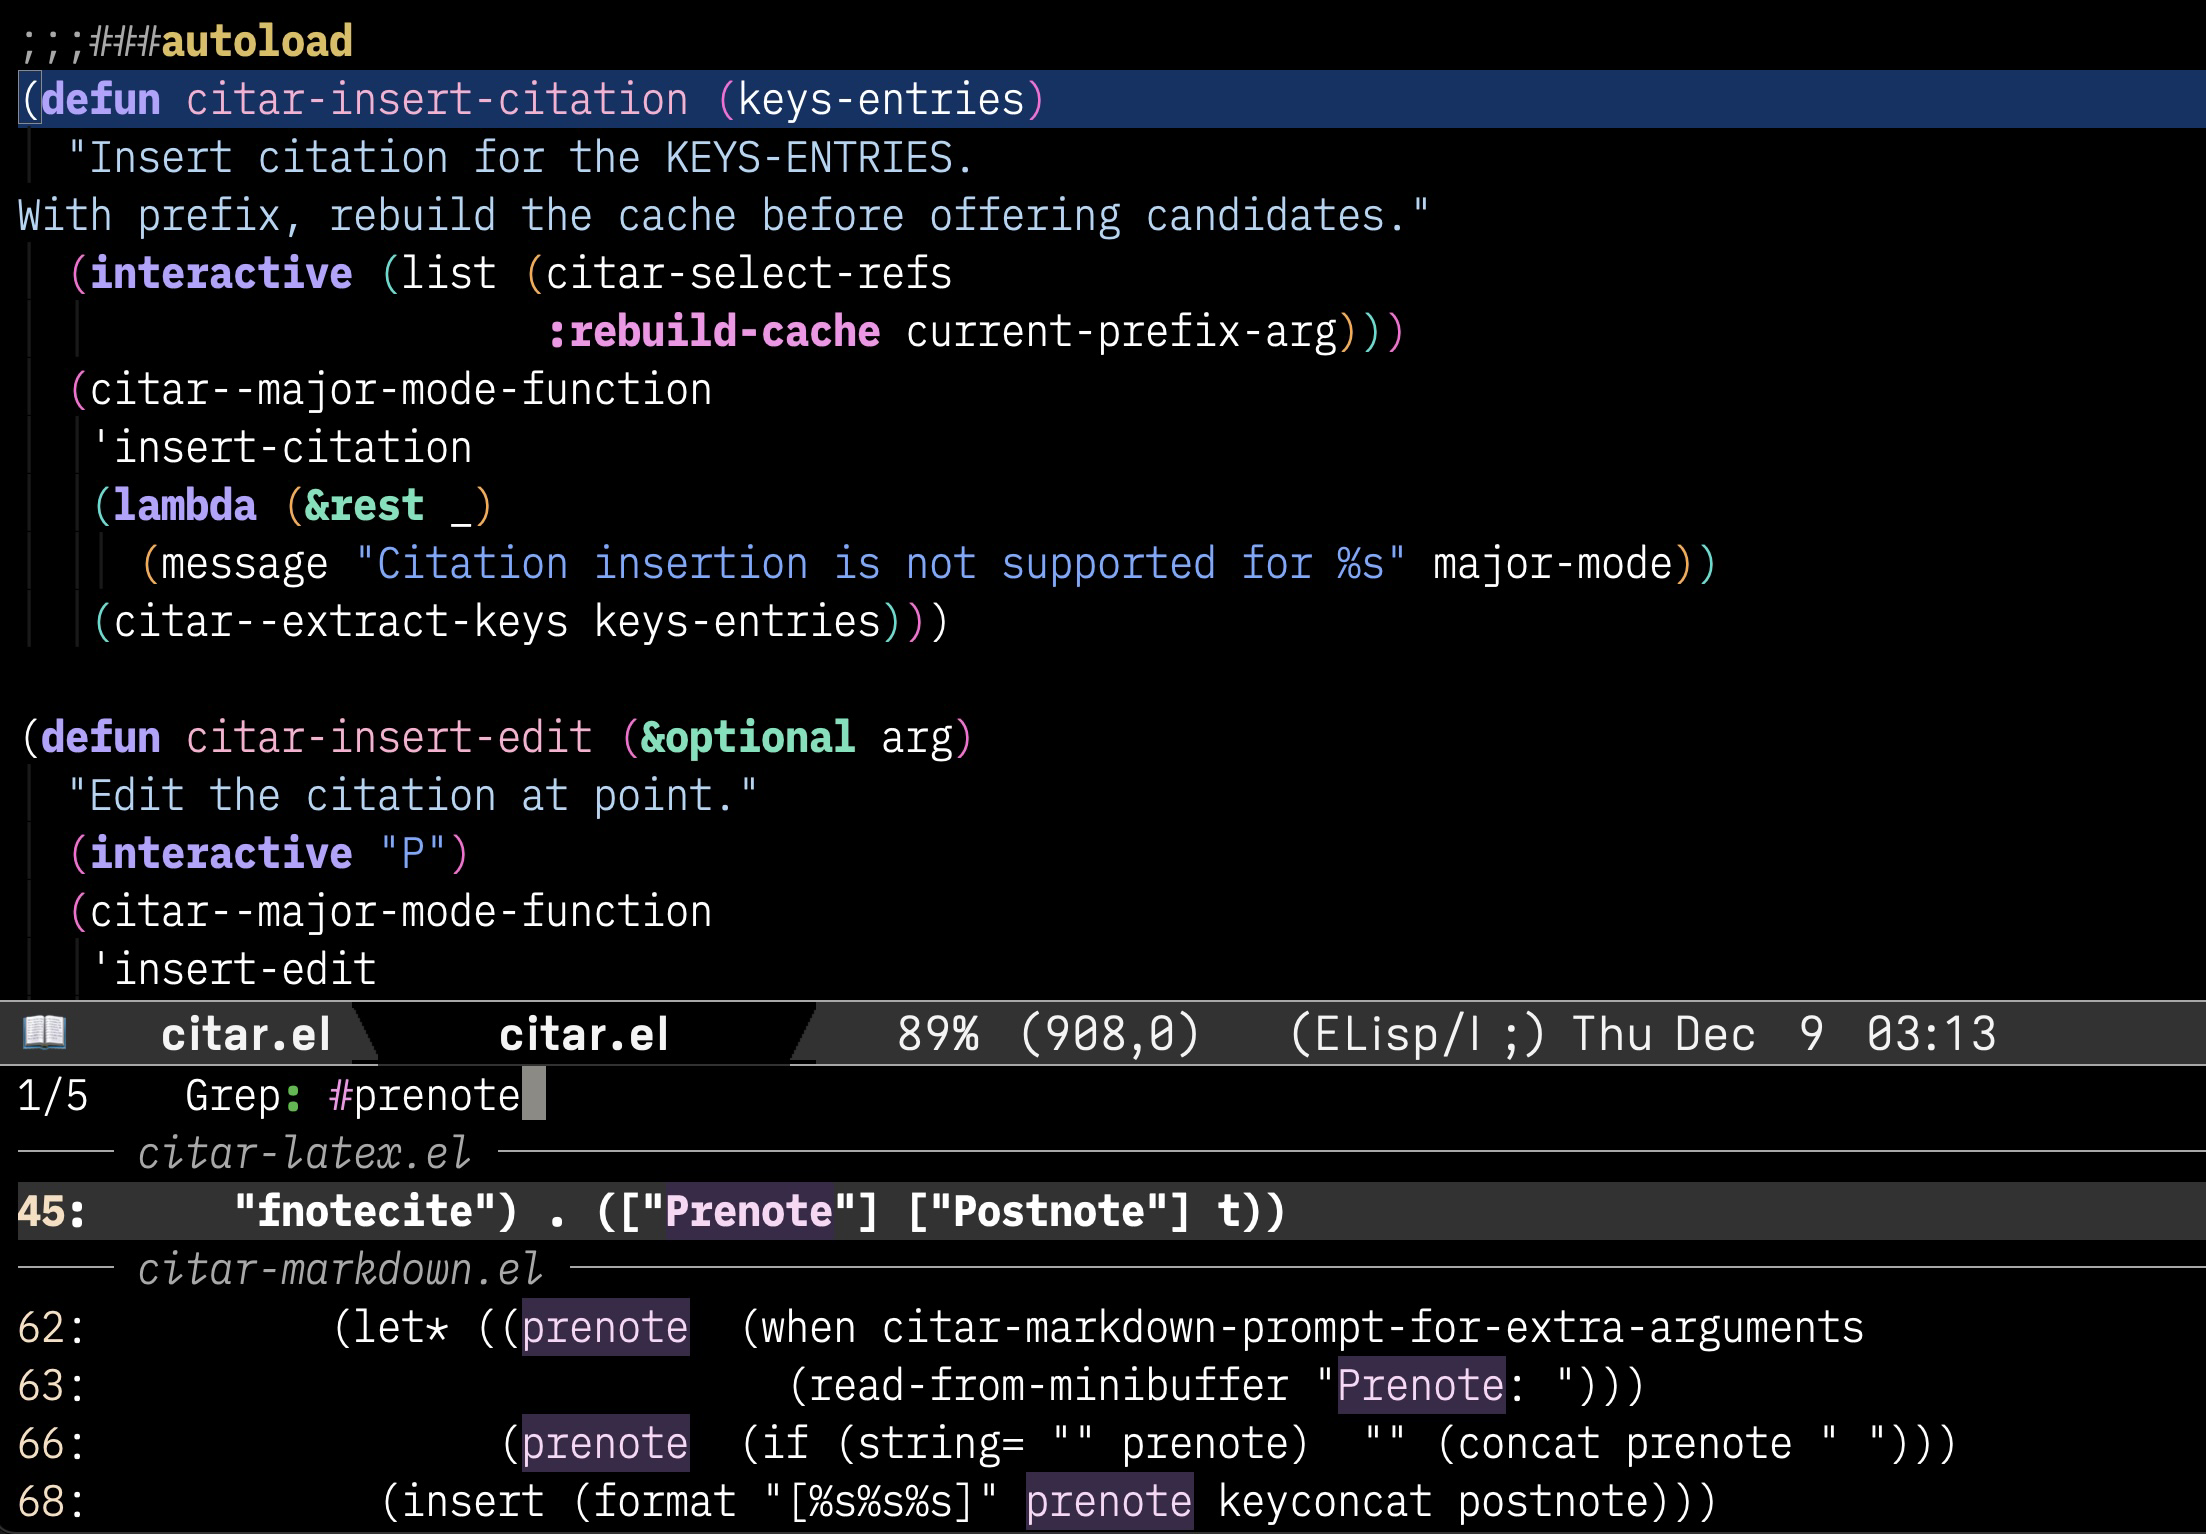 ;;;###autoload
(defun citar-insert-citation (keys-entries)
  "Insert citation for the KEYS-ENTRIES.
With prefix, rebuild the cache before offering candidates."
  (interactive (list (citar-select-refs
                      :rebuild-cache current-prefix-arg)))
  (citar--major-mode-function
   'insert-citation
   (lambda (&rest _)
     (message "Citation insertion is not supported for %s" major-mode))
   (citar--extract-keys keys-entries)))
(defun citar-insert-edit (&optional arg)
  "Edit the citation at point."
  (interactive "P")
  (citar--major-mode-function
   'insert-edit
citar.el citar.el 89% (908,0) (ELisp/l ;) Thu Dec 9 03:13
1/5 Grep: #prenote
citar-latex.el
45:      "fnotecite") . (["Prenote"] ["Postnote"] t))
citar-markdown.el
62:          (let* ((prenote  (when citar-markdown-prompt-for-extra-arguments
63:                             (read-from-minibuffer "Prenote: ")))
66:                 (prenote  (if (string= "" prenote)  "" (concat prenote " ")))
68:            (insert (format "[%s%s%s]" prenote keyconcat postnote)))